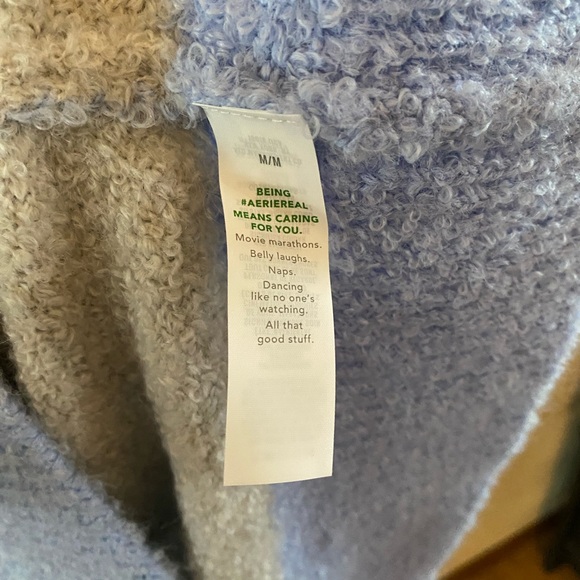 M/M
BEING
#AERIEREAL
MEANS CARING
FOR YOU.
Movie marathons.
Belly laughs.
Naps.
Dancing
like no one's
watching.
All that
good stuff.